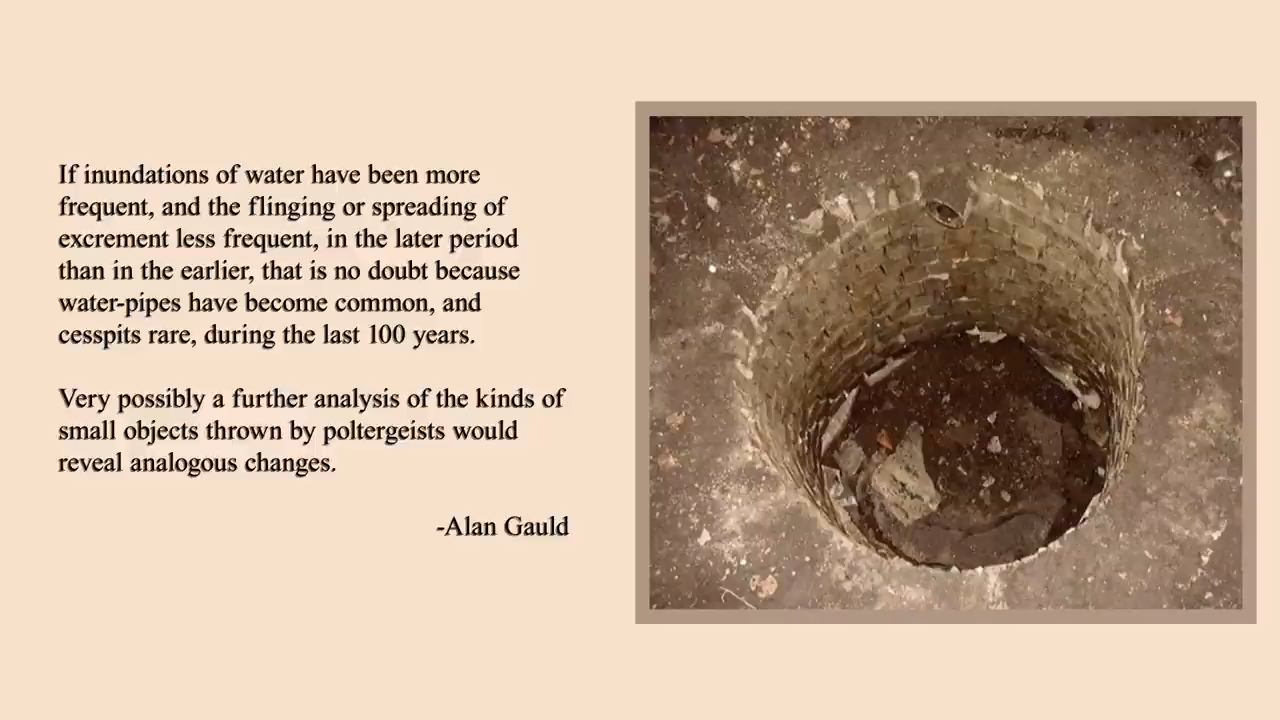 If inundations of water have been more
frequent, and the flinging or spreading of
excrement less frequent, in the later period
than in the earlier, that is no doubt because
water-pipes have become common, and
cesspits rare, during the last 100 years.
Very possibly a further analysis of the kinds of
small objects thrown by poltergeists would
reveal analogous changes.
-Alan Gauld